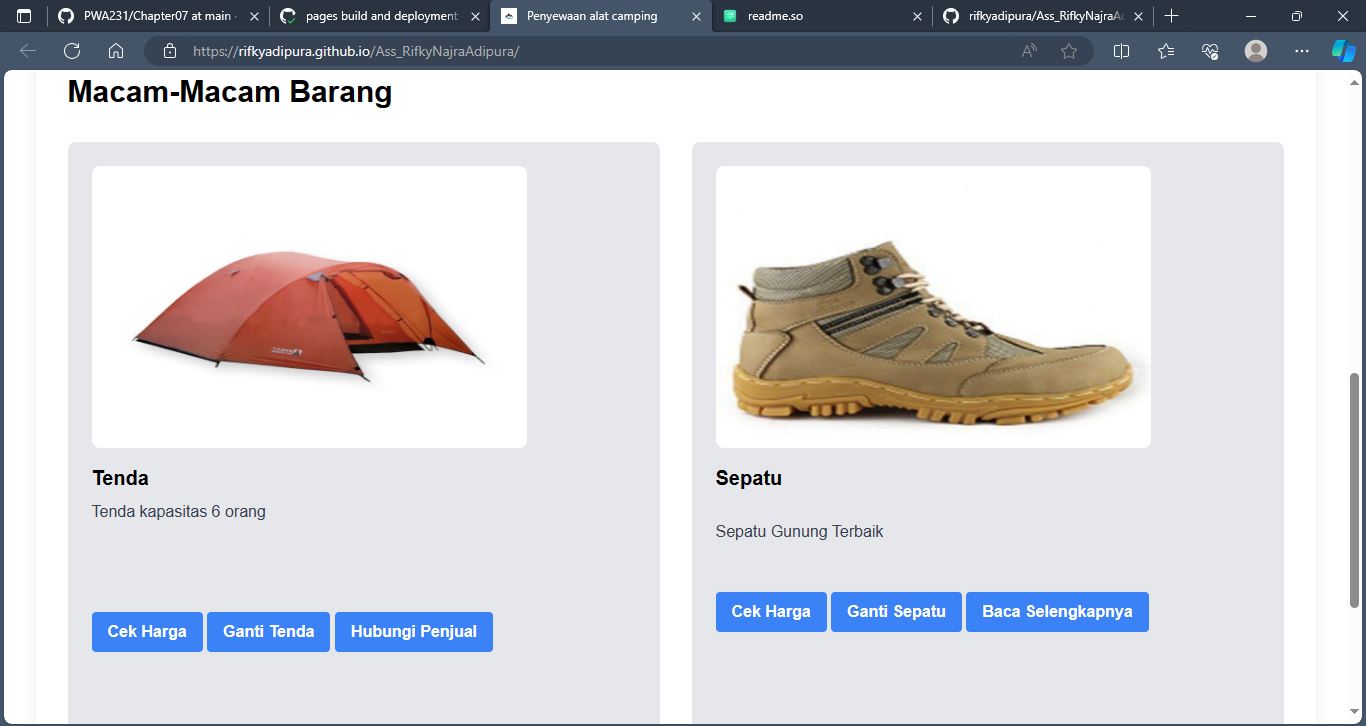 PWA231/Chapter07 at main
pages build and deployment
Penyewaan alat camping
readme.so
rifkyadipura/Ass_RifkyNajraA
https://rifkyadipura.github.io/Ass_RifkyNajraAdipura/
Macam-Macam Barang
Tenda
Tenda kapasitas 6 orang
Cek Harga
Ganti Tenda
Hubungi Penjual
Sepatu
Sepatu Gunung Terbaik
Cek Harga
Ganti Sepatu
Baca Selengkapnya